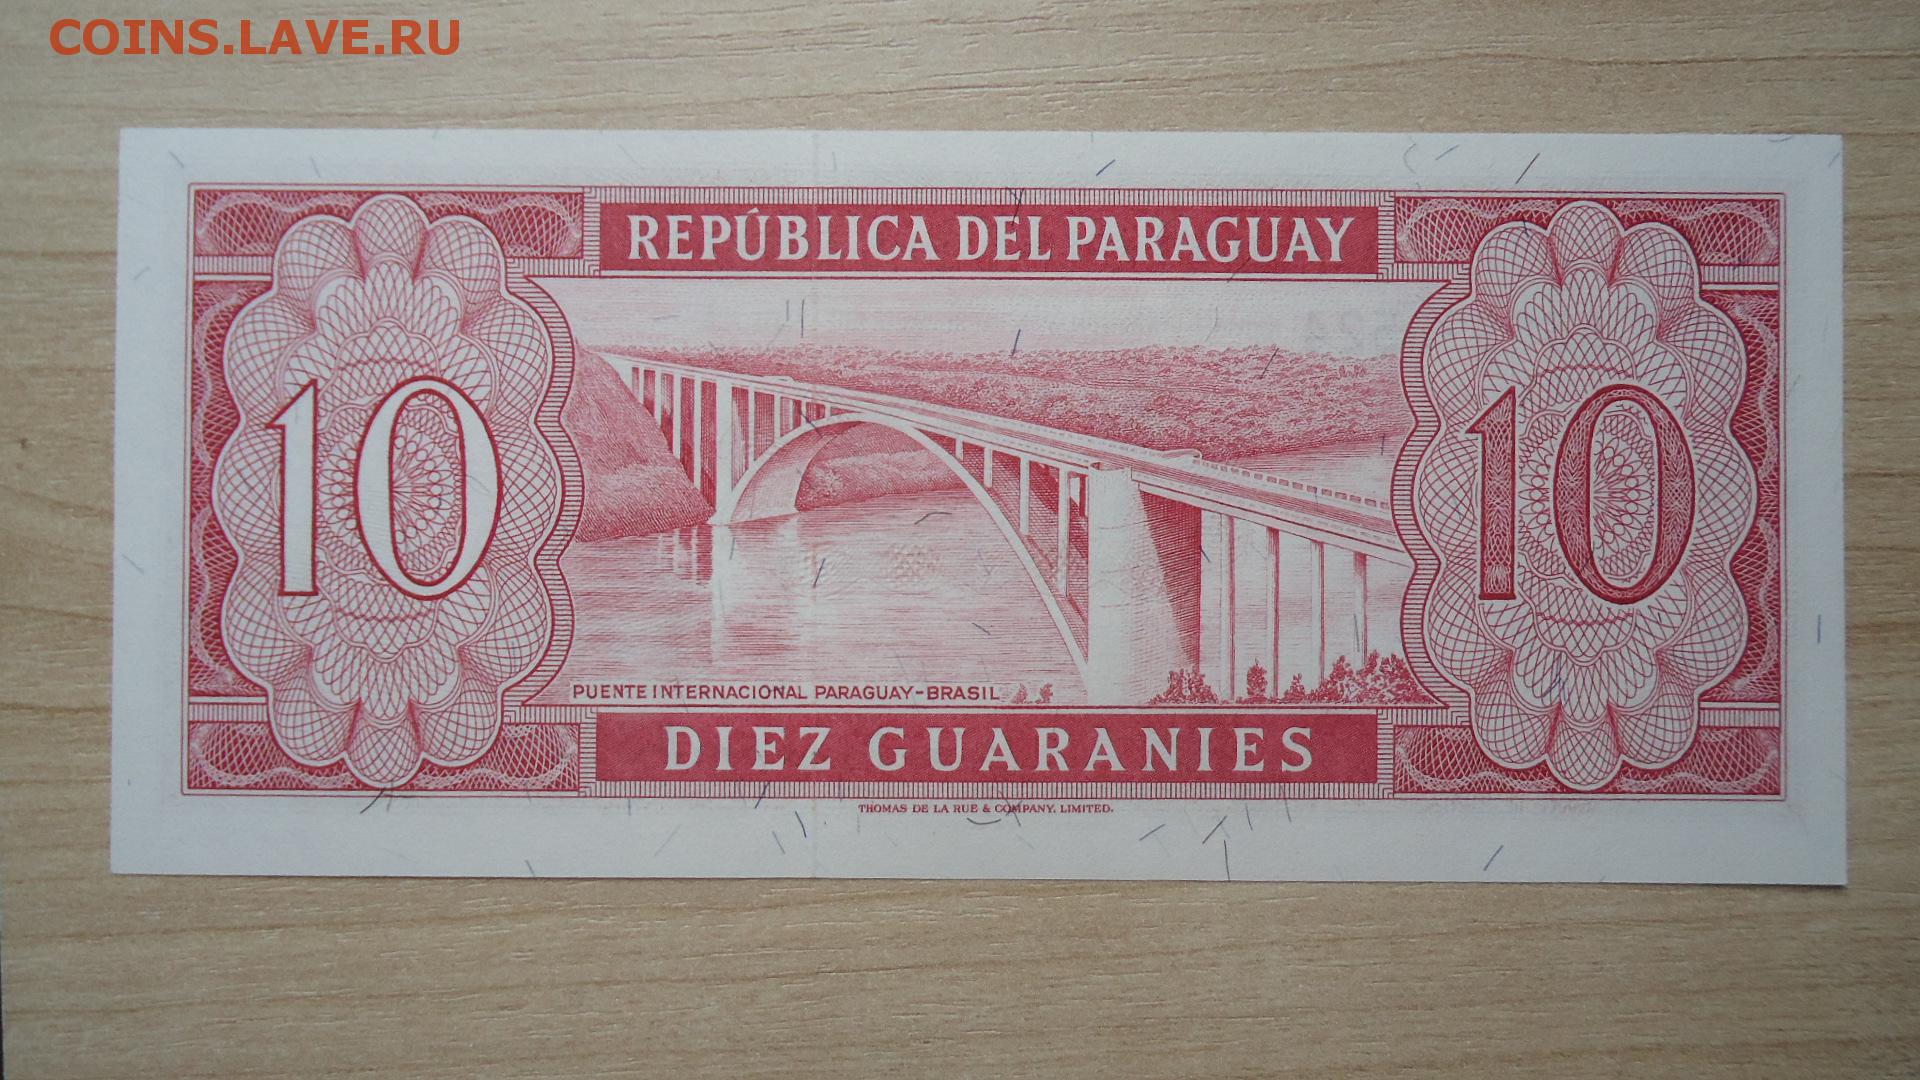 COINS.LAVE.RU
REPÚBLICA DEL PARAGUAY
10 10
PUENTE INTERNACIONAL PARAGUAY-BRASIL
DIEZ GUARANIES
THOMAS DE LA RUE & COMPANY, LIMITED.